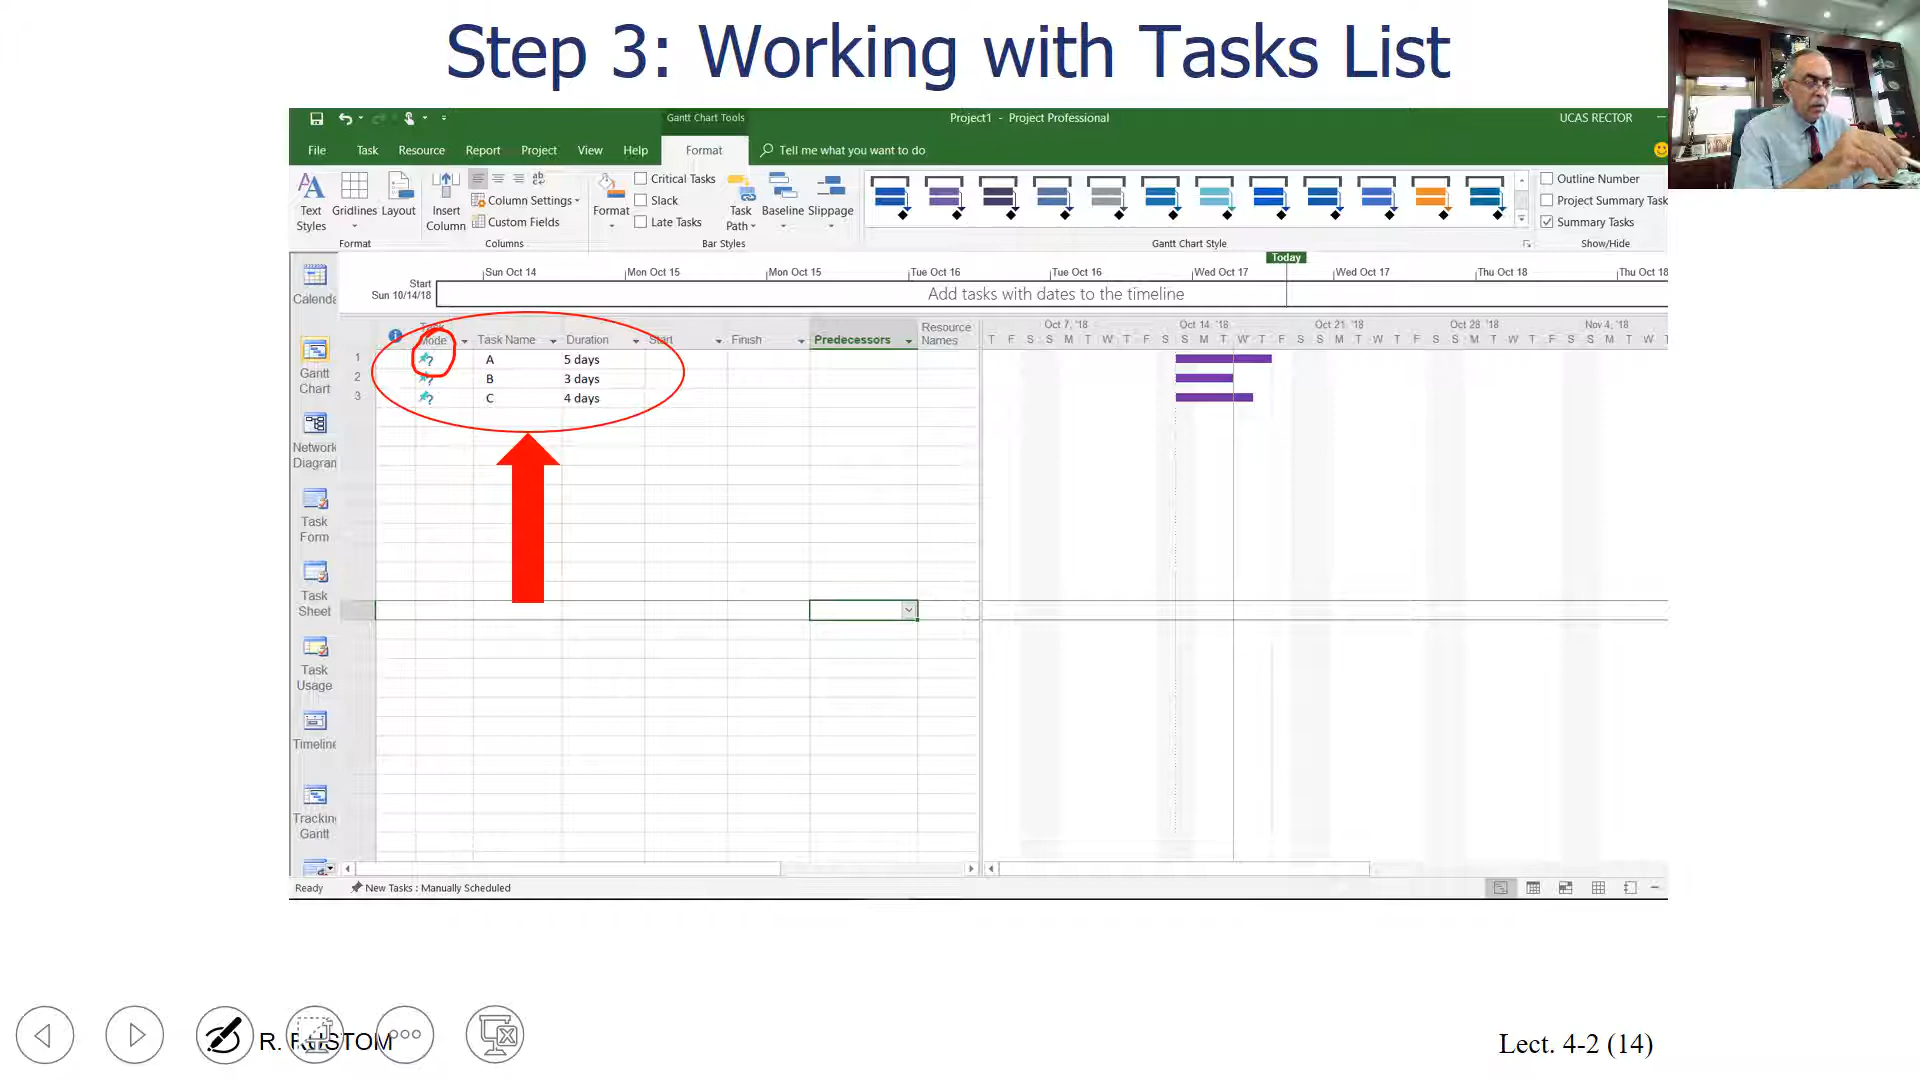 Step 3: Working with Tasks List
Gantt Chart Tools
Project1 - Project Professional
UCAS RECTOR
File Task Resource Report Project View Help Format Tell me what you want to do
Text Styles
Gridlines
Layout
Format
Insert Column
Column Settings
Custom Fields
Columns
Format
Critical Tasks
Slack
Late Tasks
Task Path
Baseline
Slippage
Bar Styles
Gantt Chart Style
Outline Number
Project Summary Task
Summary Tasks
Show/Hide
Today
Start
Sun 10/14/18
Sun Oct 14 Mon Oct 15 Mon Oct 15 Tue Oct 16 Tue Oct 16 Wed Oct 17 Wed Oct 17 Thu Oct 18 Thu Oct 18
Add tasks with dates to the timeline
Task Mode Task Name Duration Start Finish Predecessors Resource Names
Oct 7, '18 Oct 14, '18 Oct 21, '18 Oct 28, '18 Nov 4, '18
T F S S M T W T F S S M T W T F S S M T W T F S S M T W T F S S M T W T
1 A 5 days
2 B 3 days
3 C 4 days
Calenda
Gantt Chart
Network Diagran
Task Form
Task Sheet
Task Usage
Timeline
Trackin Gantt
Ready New Tasks : Manually Scheduled
R. RUSTOM
Lect. 4-2 (14)